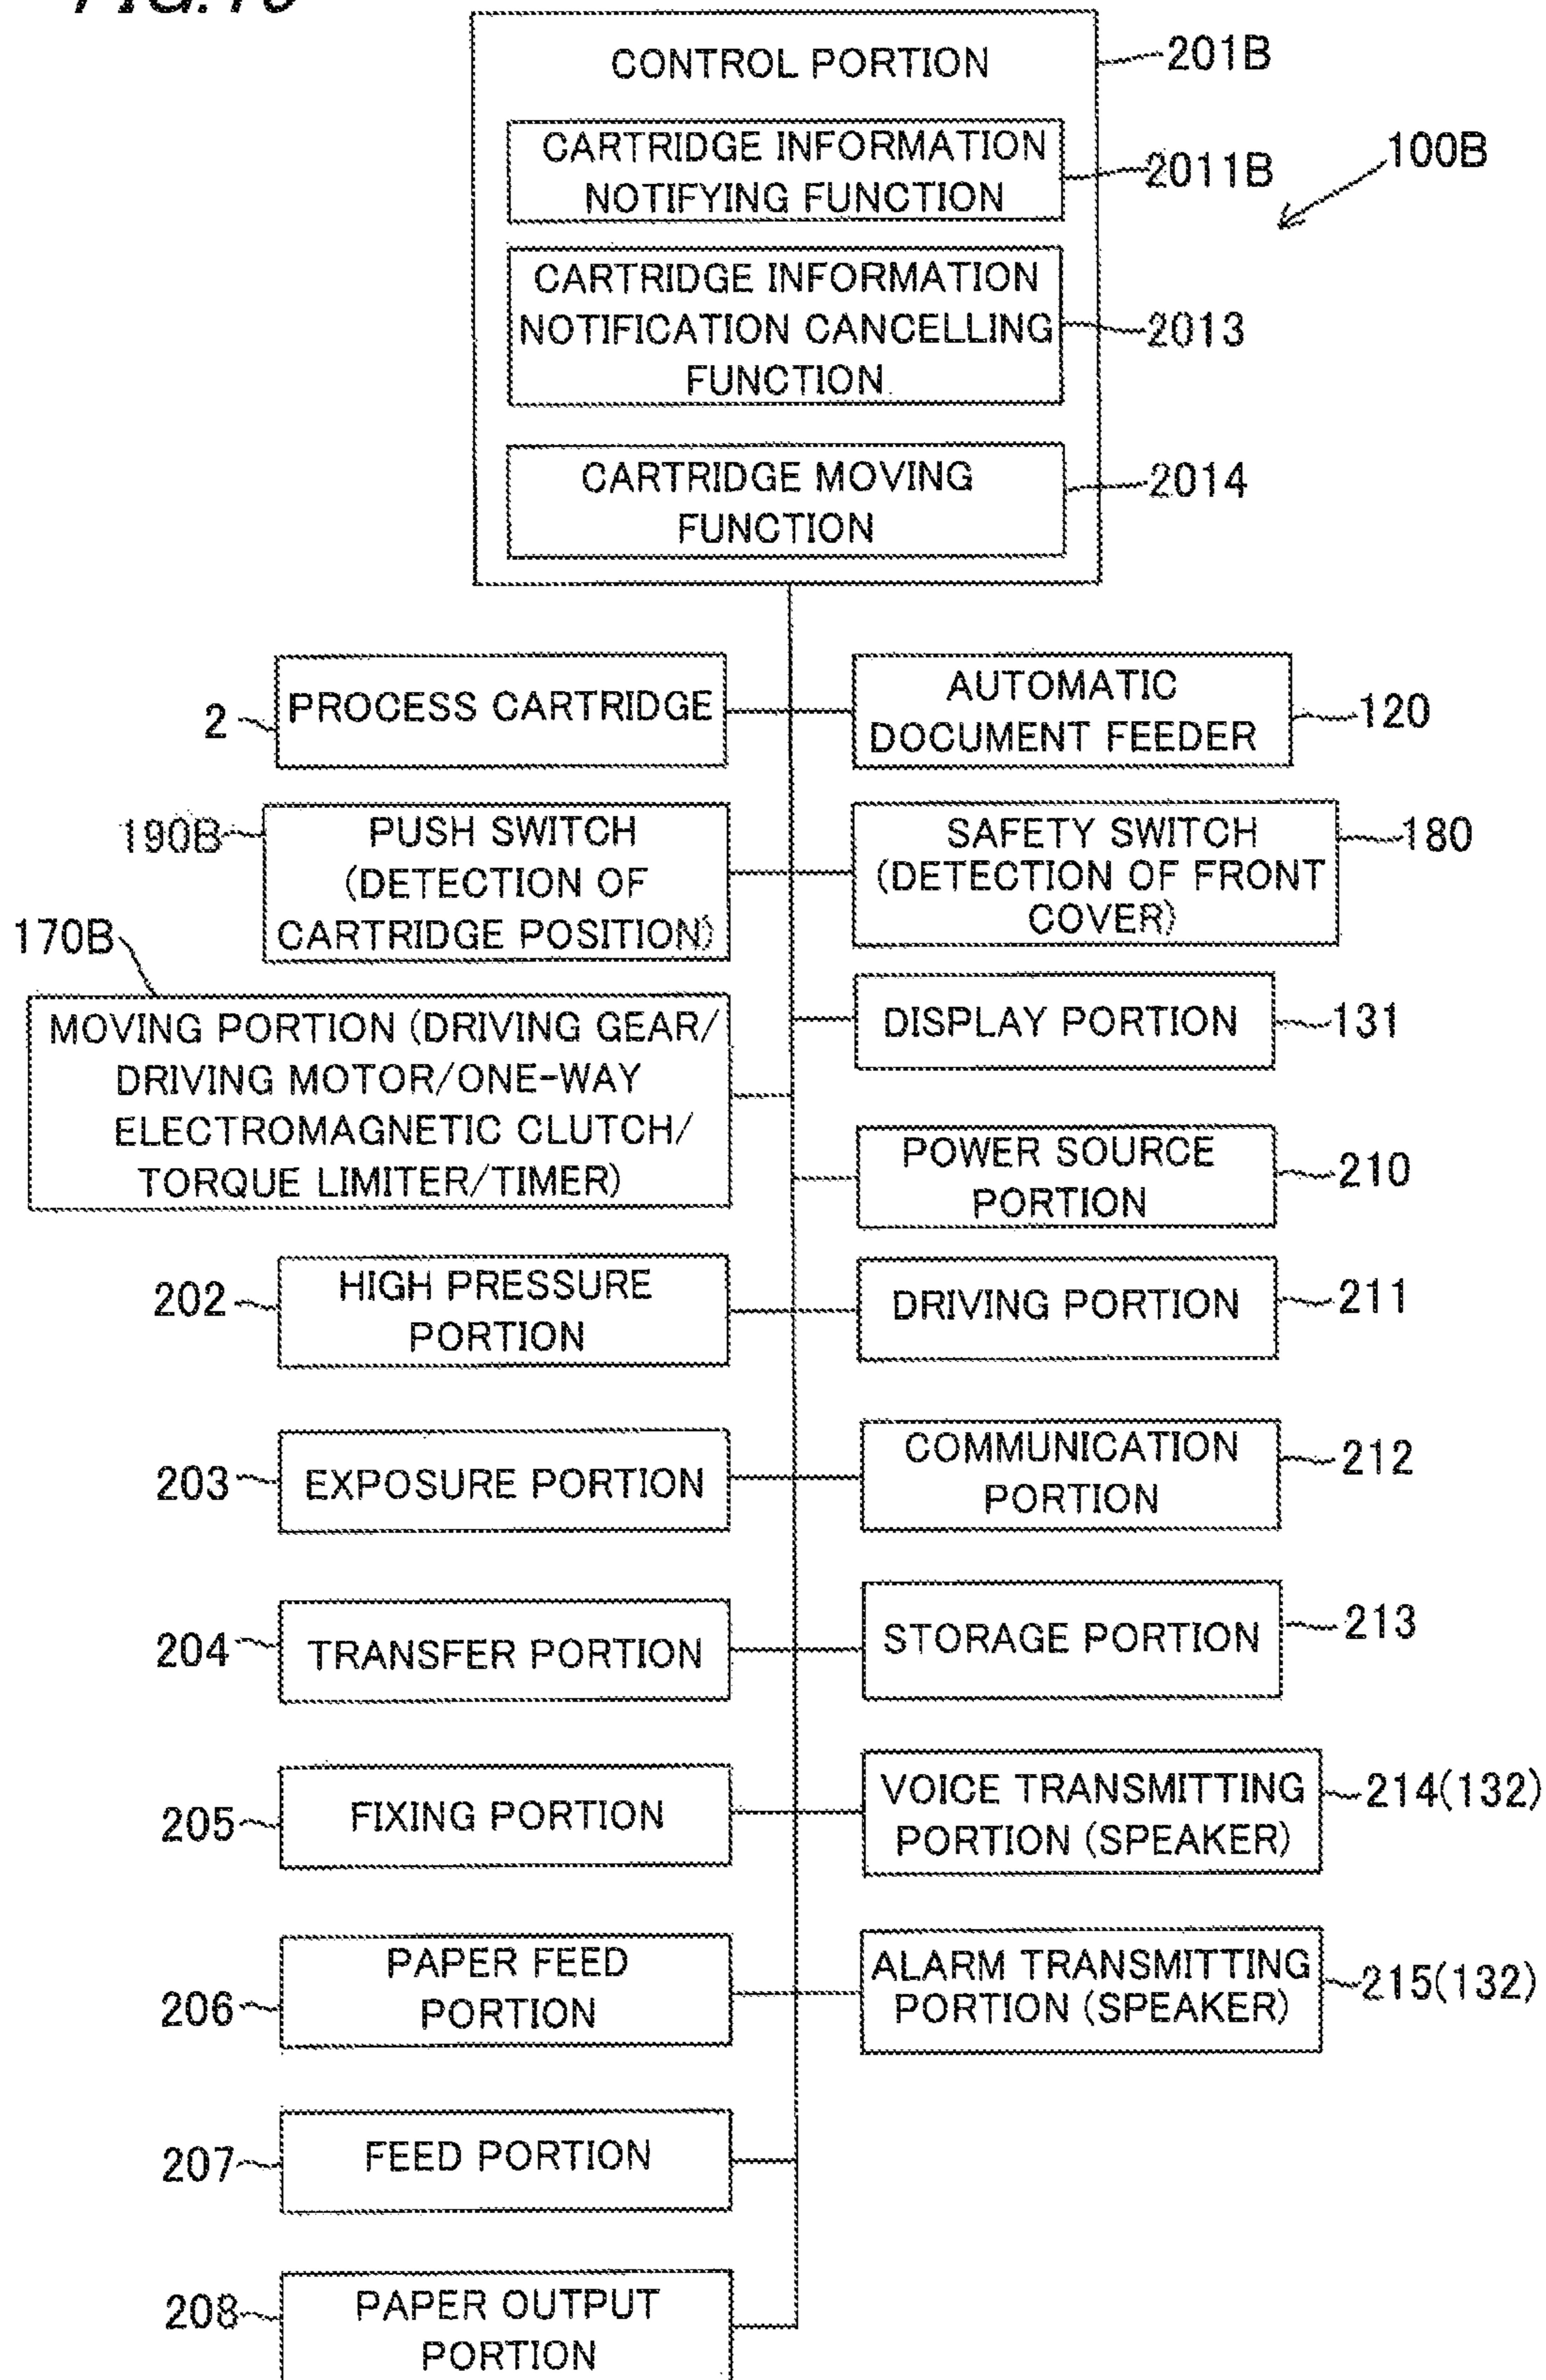 CONTROL PORTION
201B
CARTRIDGE INFORMATION
NOTIFYING FUNCTION
2011B
100B
CARTRIDGE INFORMATION
NOTIFICATION CANCELLING
FUNCTION
2013
CARTRIDGE MOVING
FUNCTION
2014
2
PROCESS CARTRIDGE
AUTOMATIC
DOCUMENT FEEDER
120
190B
PUSH SWITCH
(DETECTION OF
CARTRIDGE POSITION)
SAFETY SWITCH
(DETECTION OF FRONT
COVER)
180
170B
MOVING PORTION (DRIVING GEAR/
DRIVING MOTOR/ONE-WAY
ELECTROMAGNETIC CLUTCH/
TORQUE LIMITER/TIMER)
DISPLAY PORTION
131
POWER SOURCE
PORTION
210
202
HIGH PRESSURE
PORTION
DRIVING PORTION
211
203
EXPOSURE PORTION
COMMUNICATION
PORTION
212
204
TRANSFER PORTION
STORAGE PORTION
213
205
FIXING PORTION
VOICE TRANSMITTING
PORTION (SPEAKER)
214(132)
206
PAPER FEED
PORTION
ALARM TRANSMITTING
PORTION (SPEAKER)
215(132)
207
FEED PORTION
208
PAPER OUTPUT
PORTION